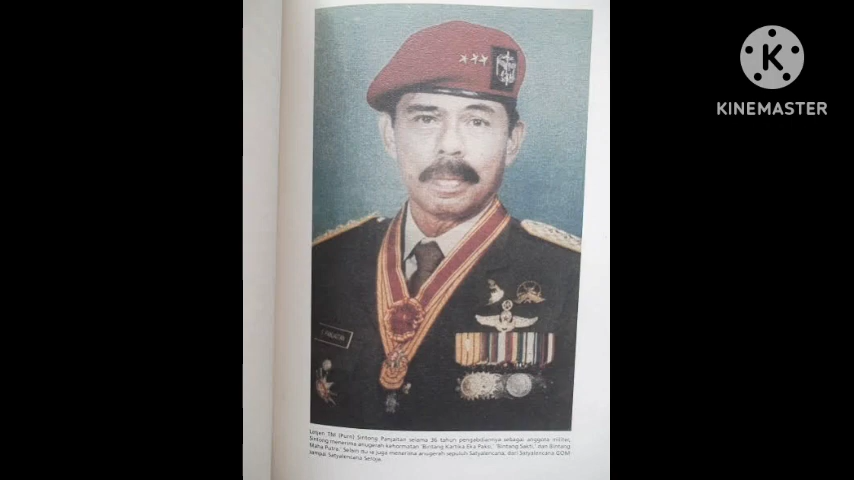 KINEMASTER
S. PANJAITAN
Letjen TNI (Purn) Sintong Panjaitan selama 36 tahun pengabdiannya sebagai anggota militer,
Sintong menerima anugerah kehormatan 'Bintang Kartika Eka Paksi,' 'Bintang Sakti,' dan Bintang
Maha Putra.' Selain itu ia juga menerima anugerah sepuluh Satyalencana, dari Satyalencana GOM
sampai Satyalencana Seroja.